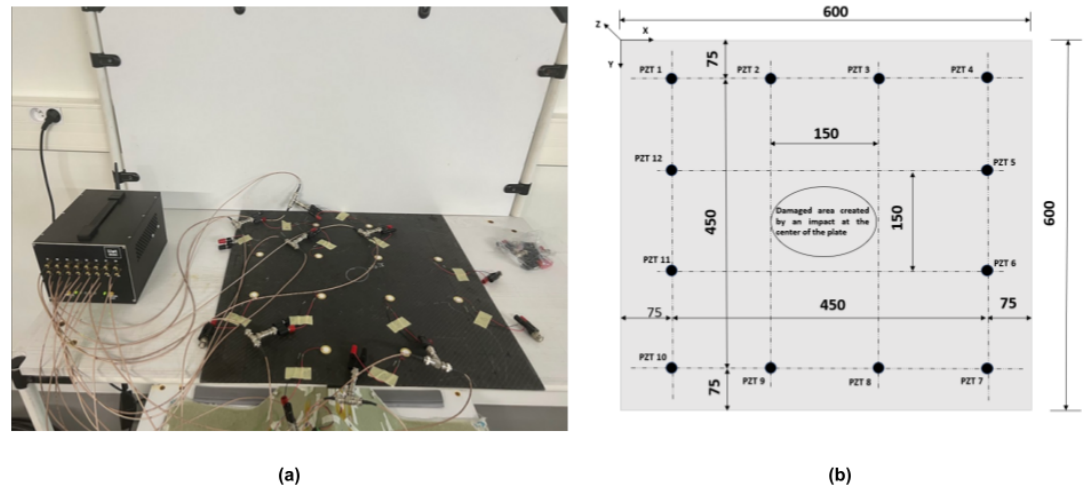 600
Z
X
Y
75
PZT 1
PZT 2
PZT 3
PZT 4
150
PZT 12
PZT 5
450
Damaged area created
by an impact at the
center of the plate
150
600
PZT 11
PZT 6
75
450
75
PZT 10
75
PZT 9
PZT 8
PZT 7
(a)
(b)